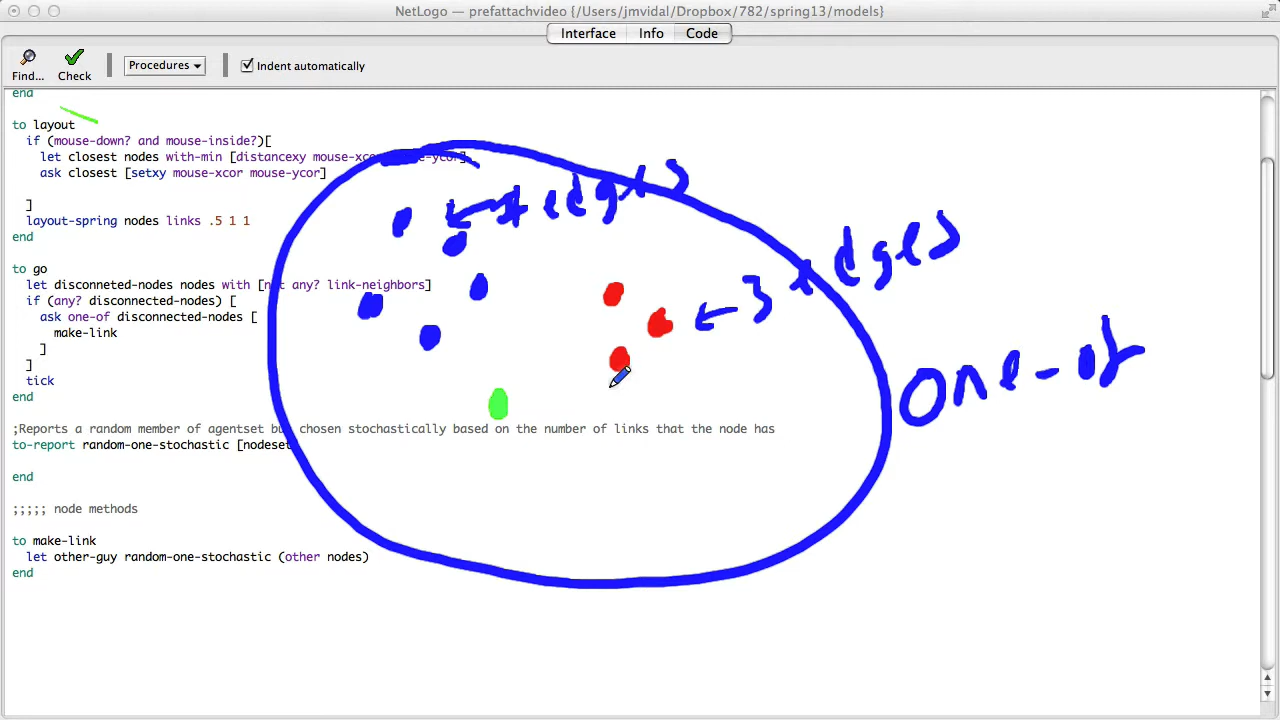 NetLogo — prefattachvideo {/Users/jmvidal/Dropbox/782/spring13/models}
Interface Info Code
Find... Check Procedures Indent automatically
end
to layout
if (mouse-down? and mouse-inside?)[
let closest nodes with-min [distancexy mouse-xcor mouse-ycor]
ask closest [setxy mouse-xcor mouse-ycor]
]
layout-spring nodes links .5 1 1
end
to go
let disconneted-nodes nodes with [not any? link-neighbors]
if (any? disconnected-nodes) [
ask one-of disconnected-nodes [
make-link
]
]
tick
end
;Reports a random member of agentset but chosen stochastically based on the number of links that the node has
to-report random-one-stochastic [nodeset]
end
;;;;; node methods
to make-link
let other-guy random-one-stochastic (other nodes)
end
edges
3 edges
one-of